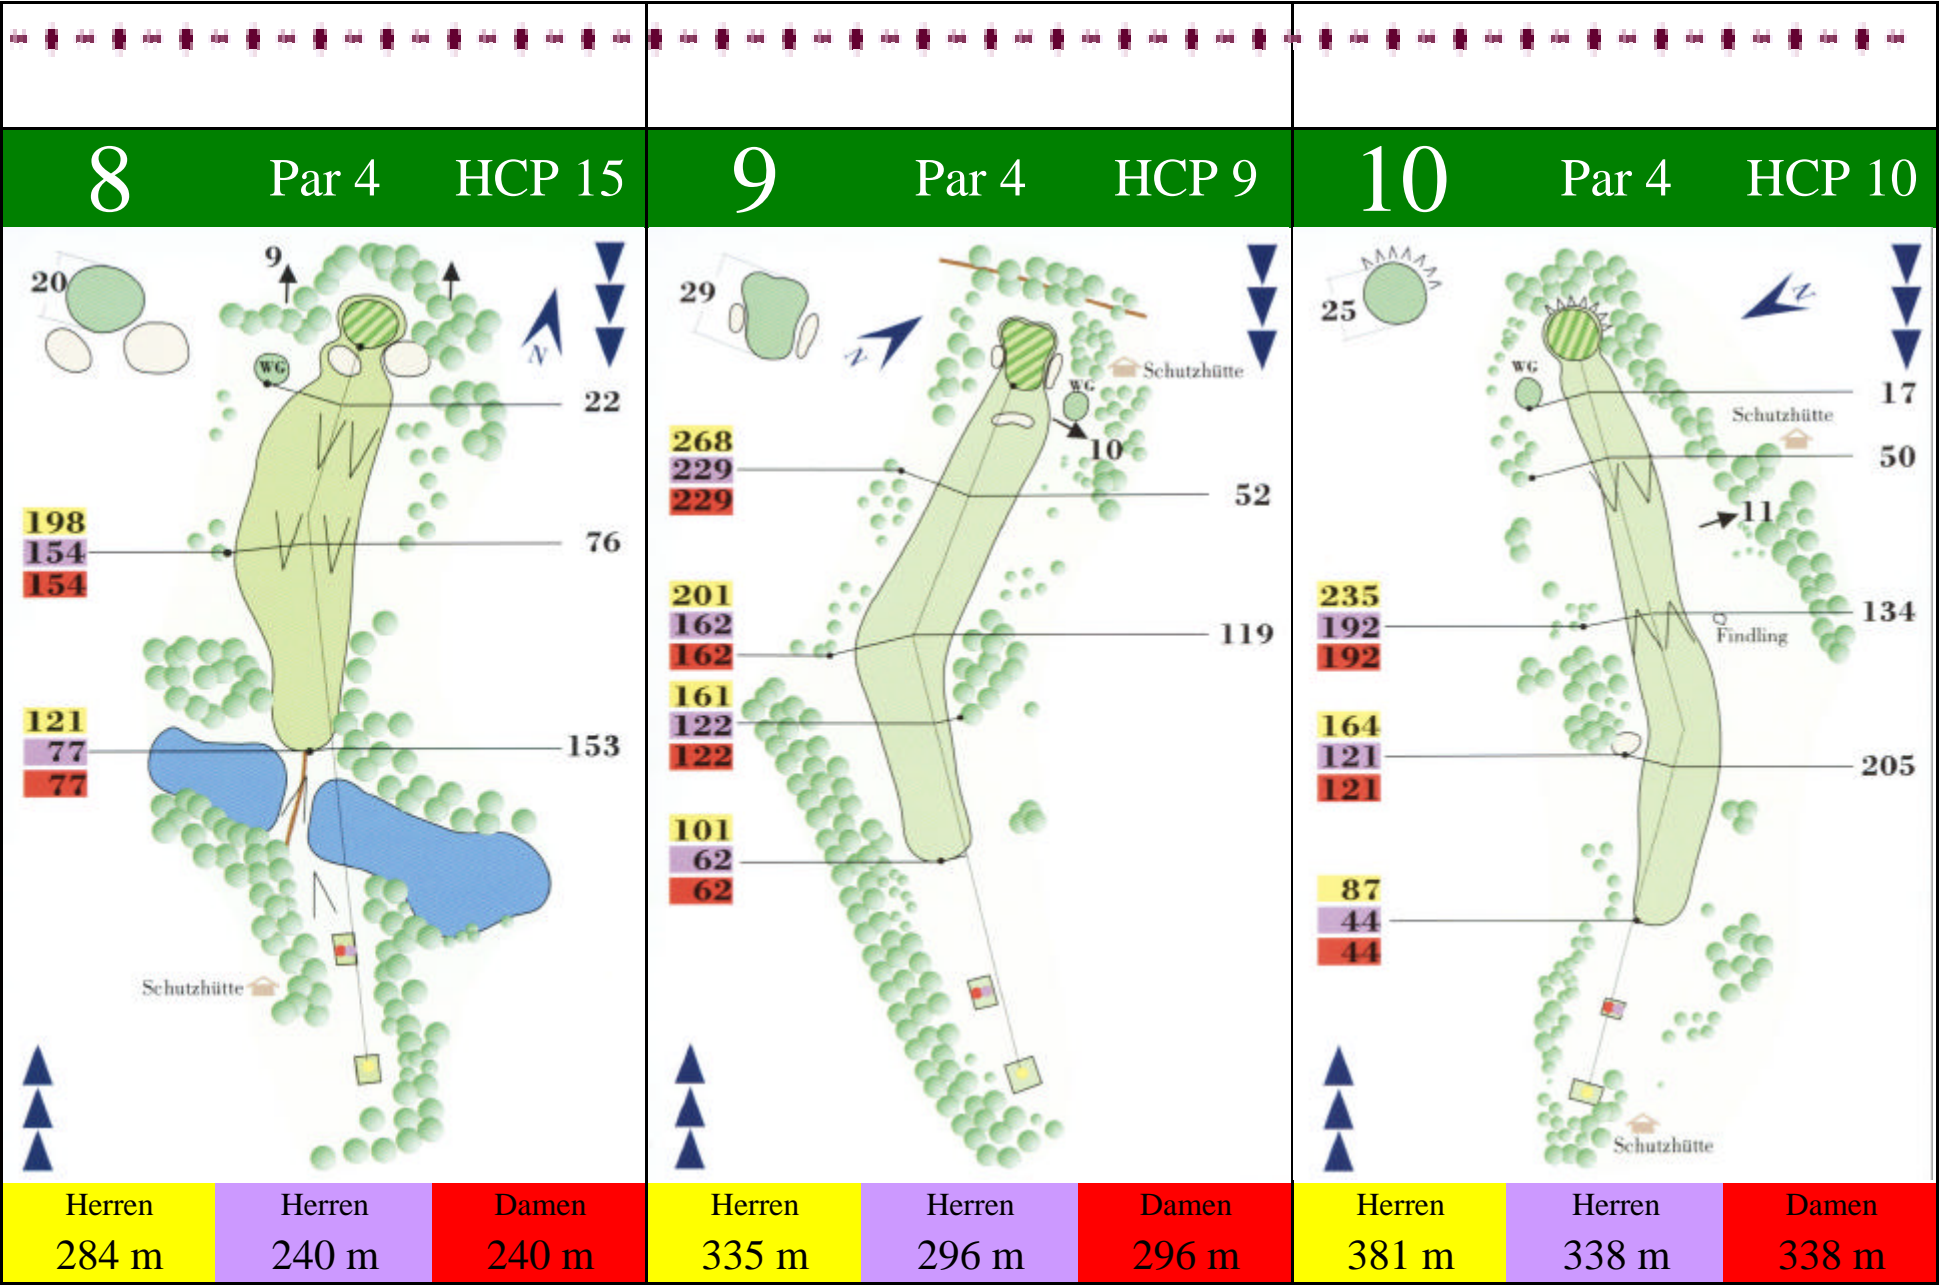 8 Par 4 HCP 15
20
9
N
WG
22
198
154
154
76
121
77
77
153
Schutzhütte
Herren Herren Damen
284 m 240 m 240 m
9 Par 4 HCP 9
29
N
Schutzhütte
WG
10
268
229
229
52
201
162
162
119
161
122
122
101
62
62
Herren Herren Damen
335 m 296 m 296 m
10 Par 4 HCP 10
25
N
WG
17
Schutzhütte
50
11
235
192
192
134
Findling
164
121
121
205
87
44
44
Schutzhütte
Herren Herren Damen
381 m 338 m 338 m